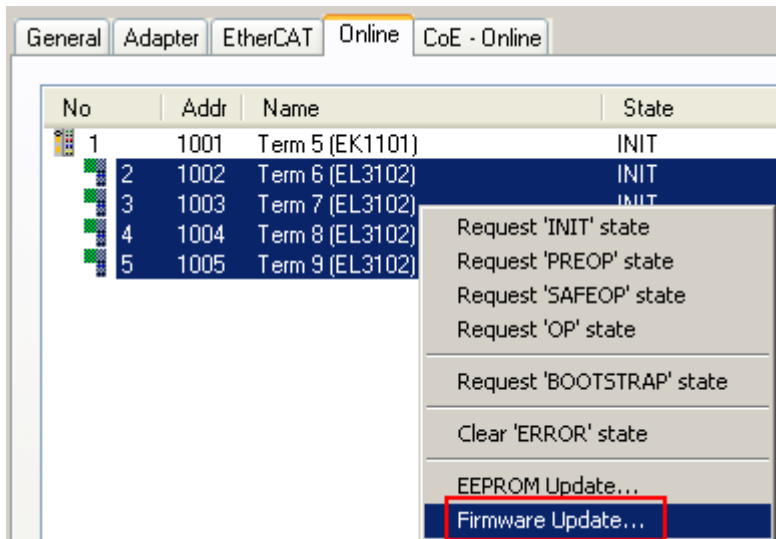 General Adapter EtherCAT Online CoE - Online
No Addr Name State
1 1001 Term 5 (EK1101) INIT
2 1002 Term 6 (EL3102) INIT
3 1003 Term 7 (EL3102) INIT
4 1004 Term 8 (EL3102)
5 1005 Term 9 (EL3102)
Request 'INIT' state
Request 'PREOP' state
Request 'SAFEOP' state
Request 'OP' state
Request 'BOOTSTRAP' state
Clear 'ERROR' state
EEPROM Update...
Firmware Update...